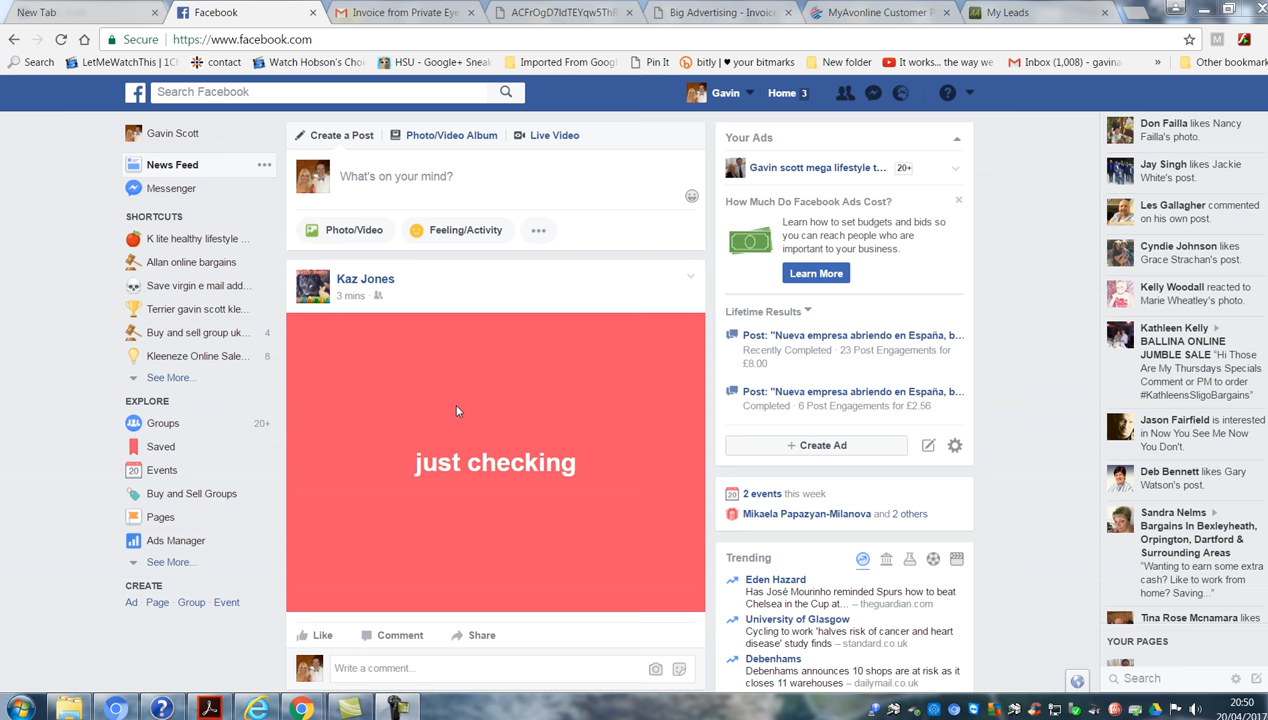 New Tab
Facebook
Invoice from Private Eye
ACFrOgD7IdTEYqw5Th
Big Advertising - Invoice
MyAvonline Customer P
My Leads
Secure
https://www.facebook.com
Search
LetMeWatchThis | 1Cl
contact
Watch Hobson's Cho
HSU - Google+ Sneak
Imported From Googl
Pin It
bitly | ♥ your bitmarks
New folder
It works... the way we
Inbox (1,008) - gavina
»
Other bookmark
Search Facebook
Gavin
Home 3
Gavin Scott
News Feed
Messenger
SHORTCUTS
K lite healthy lifestyle ...
Allan online bargains
Save virgin e mail add...
Terrier gavin scott kle...
Buy and sell group uk... 4
Kleeneze Online Sale... 8
See More...
EXPLORE
Groups 20+
Saved
20 Events
Buy and Sell Groups
Pages
Ads Manager
See More...
CREATE
Ad · Page · Group · Event
Create a Post
Photo/Video Album
Live Video
What's on your mind?
Photo/Video
Feeling/Activity
Kaz Jones
3 mins ·
just checking
Like
Comment
Share
Write a comment...
Your Ads
Gavin scott mega lifestyle t... 20+
How Much Do Facebook Ads Cost?
Learn how to set budgets and bids so
you can reach people who are
important to your business.
Learn More
Lifetime Results
Post: "Nueva empresa abriendo en España, b...
Recently Completed · 23 Post Engagements for
£8.00
Post: "Nueva empresa abriendo en España, b...
Completed · 6 Post Engagements for £2.56
+ Create Ad
20 2 events this week
Mikaela Papazyan-Milanova and 2 others
Trending
Eden Hazard
Has José Mourinho reminded Spurs how to beat
Chelsea in the Cup at... – theguardian.com
University of Glasgow
Cycling to work 'halves risk of cancer and heart
disease' study finds – standard.co.uk
Debenhams
Debenhams announces 10 shops are at risk as it
closes 11 warehouses – dailymail.co.uk
Don Failla likes Nancy
Failla's photo.
Jay Singh likes Jackie
White's post.
Les Gallagher commented
on his own post.
Cyndie Johnson likes
Grace Strachan's post.
Kelly Woodall reacted to
Marie Wheatley's photo.
Kathleen Kelly ▸
BALLINA ONLINE
JUMBLE SALE "Hi Those
Are My Thursdays Specials
Comment or PM to order
#KathleensSligoBargains"
Jason Fairfield is interested
in Now You See Me Now
You Don't.
Deb Bennett likes Gary
Watson's post.
Sandra Nelms ▸
Bargains In Bexleyheath,
Orpington, Dartford &
Surrounding Areas
"Wanting to earn some extra
cash? Like to work from
home? Saving..."
Tina Rose Mcnamara likes
YOUR PAGES
Search
20:50
20/04/2017